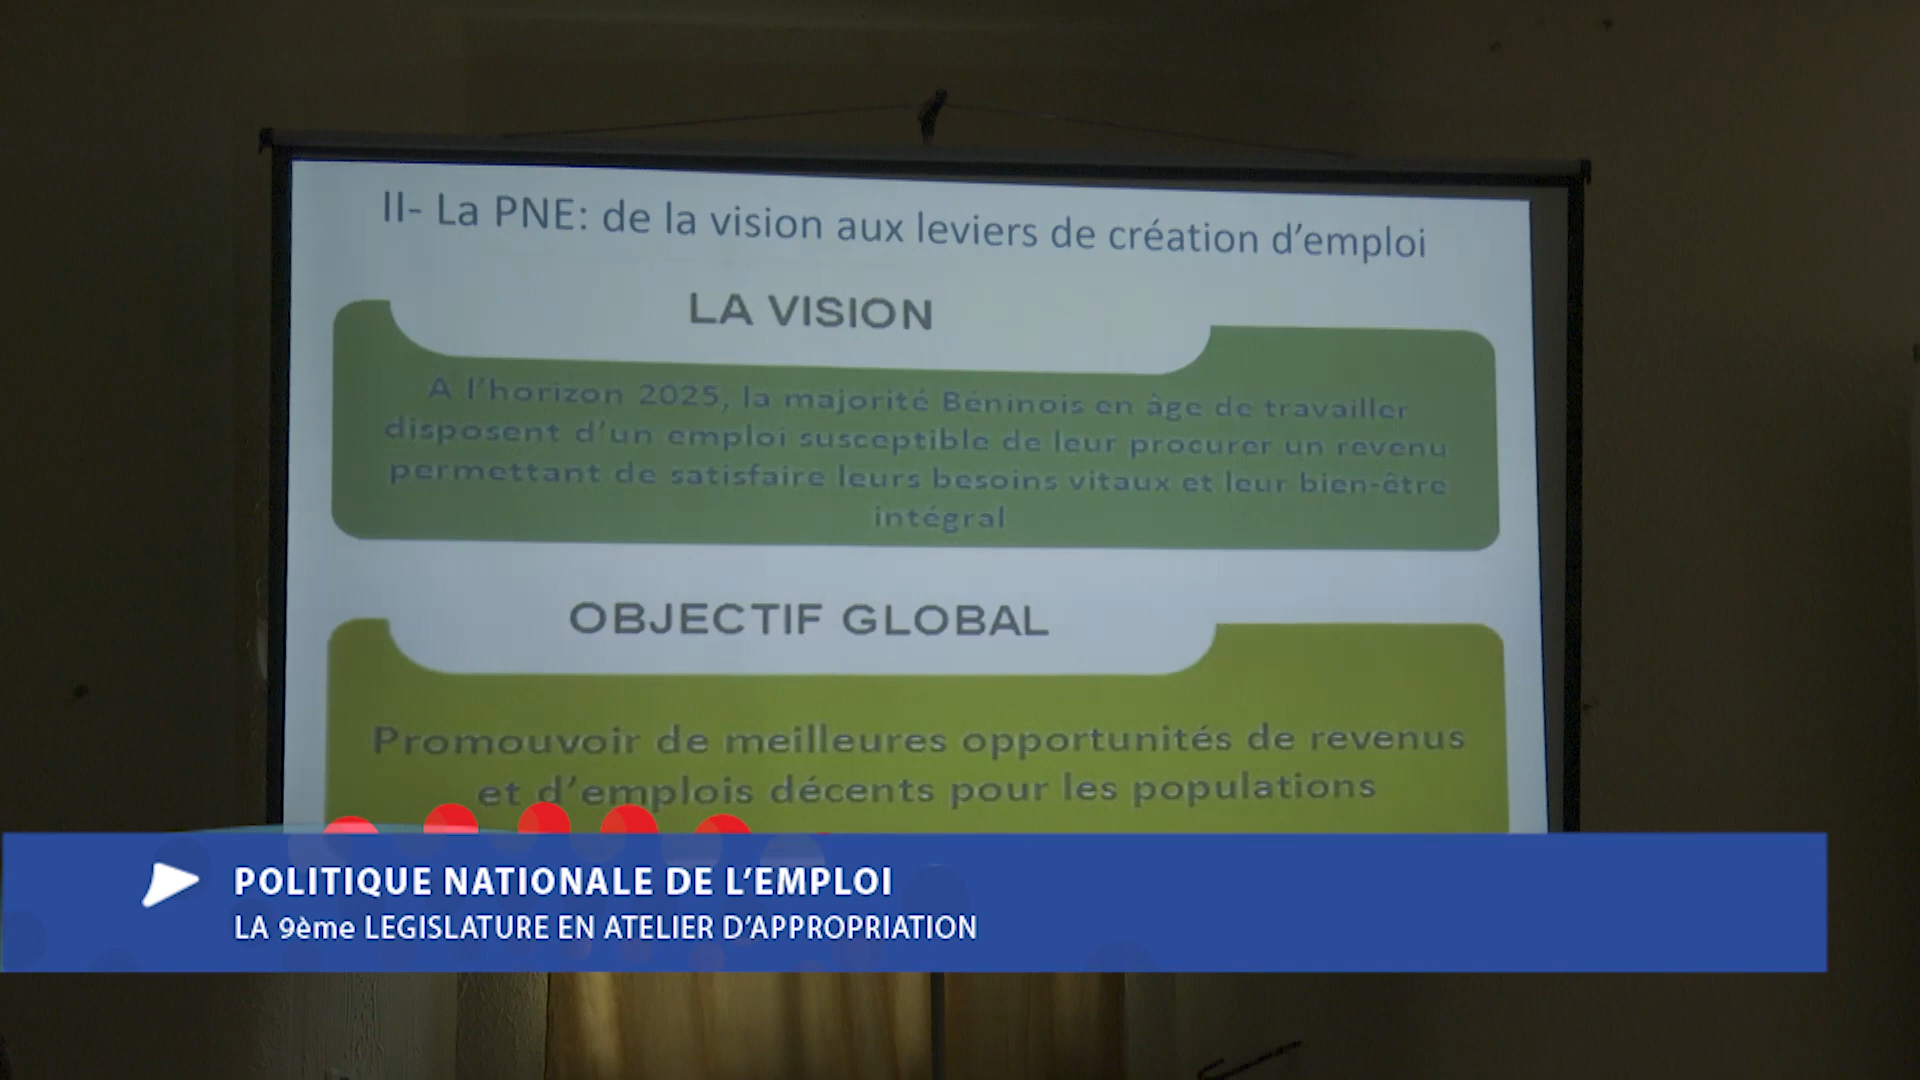 II- La PNE: de la vision aux leviers de création d'emploi
LA VISION
A l'horizon 2025, la majorité Béninois en âge de travailler
disposent d'un emploi susceptible de leur procurer un revenu
permettant de satisfaire leurs besoins vitaux et leur bien-être
intégral
OBJECTIF GLOBAL
Promouvoir de meilleures opportunités de revenus
et d'emplois décents pour les populations
POLITIQUE NATIONALE DE L'EMPLOI
LA 9ème LEGISLATURE EN ATELIER D'APPROPRIATION